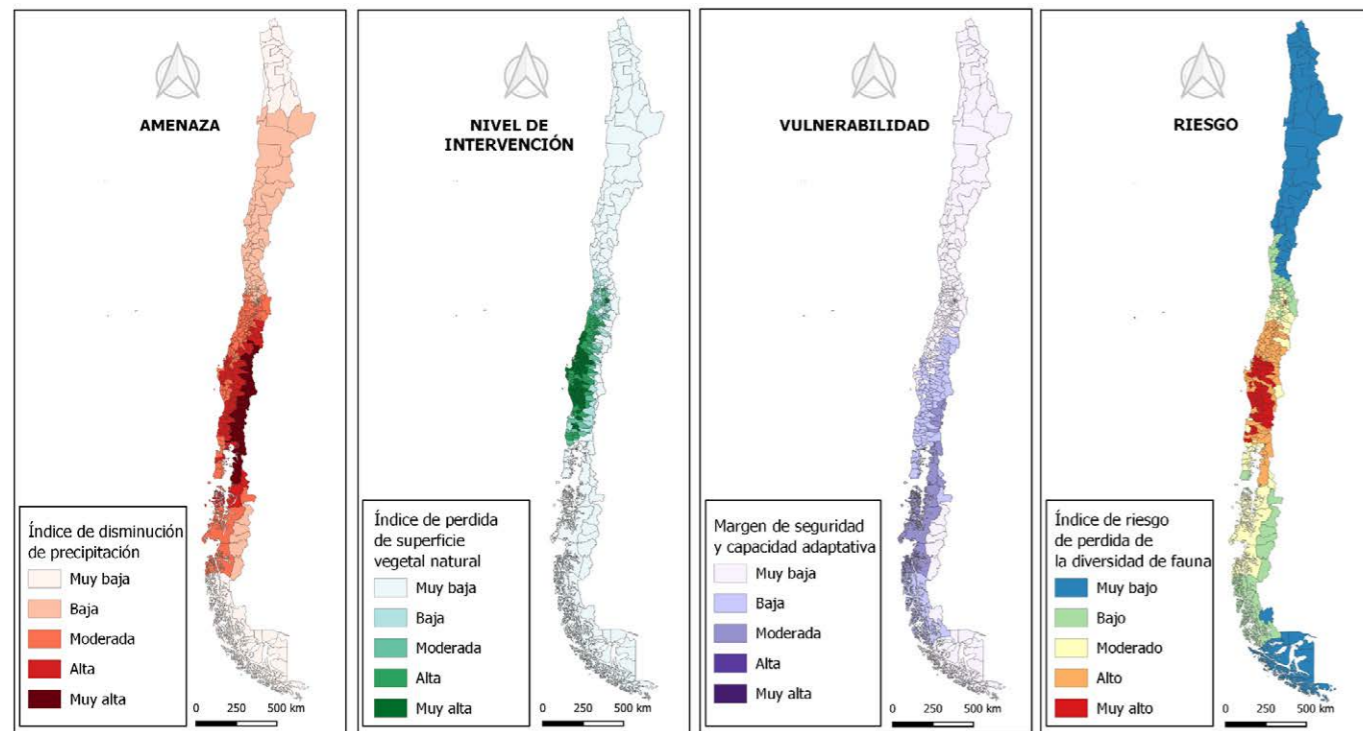 AMENAZA
Índice de disminución
de precipitación
Muy baja
Baja
Moderada
Alta
Muy alta
0 250 500 km
NIVEL DE
INTERVENCIÓN
Índice de perdida
de superficie
vegetal natural
Muy baja
Baja
Moderada
Alta
Muy alta
0 250 500 km
VULNERABILIDAD
Margen de seguridad
y capacidad adaptativa
Muy baja
Baja
Moderada
Alta
Muy alta
0 250 500 km
RIESGO
Índice de riesgo
de perdida de
la diversidad de fauna
Muy bajo
Bajo
Moderado
Alto
Muy alto
0 250 500 km